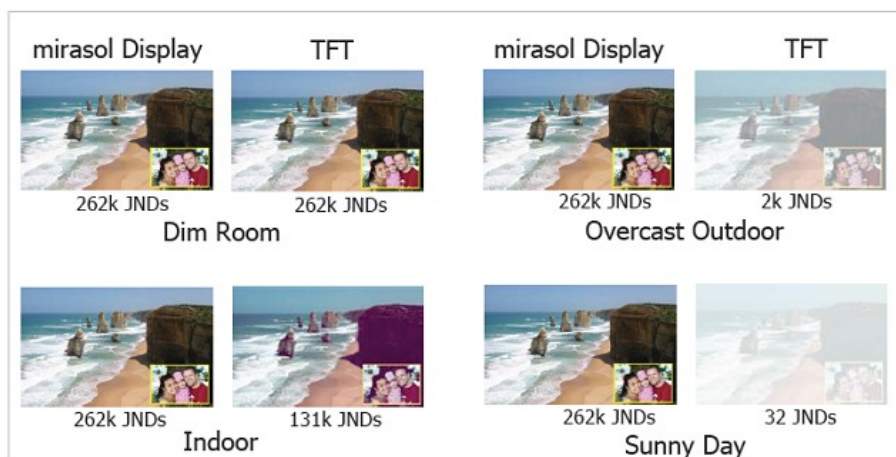 mirasol Display TFT mirasol Display TFT
262k JNDs 262k JNDs 262k JNDs 2k JNDs
Dim Room Overcast Outdoor
262k JNDs 131k JNDs 262k JNDs 32 JNDs
Indoor Sunny Day